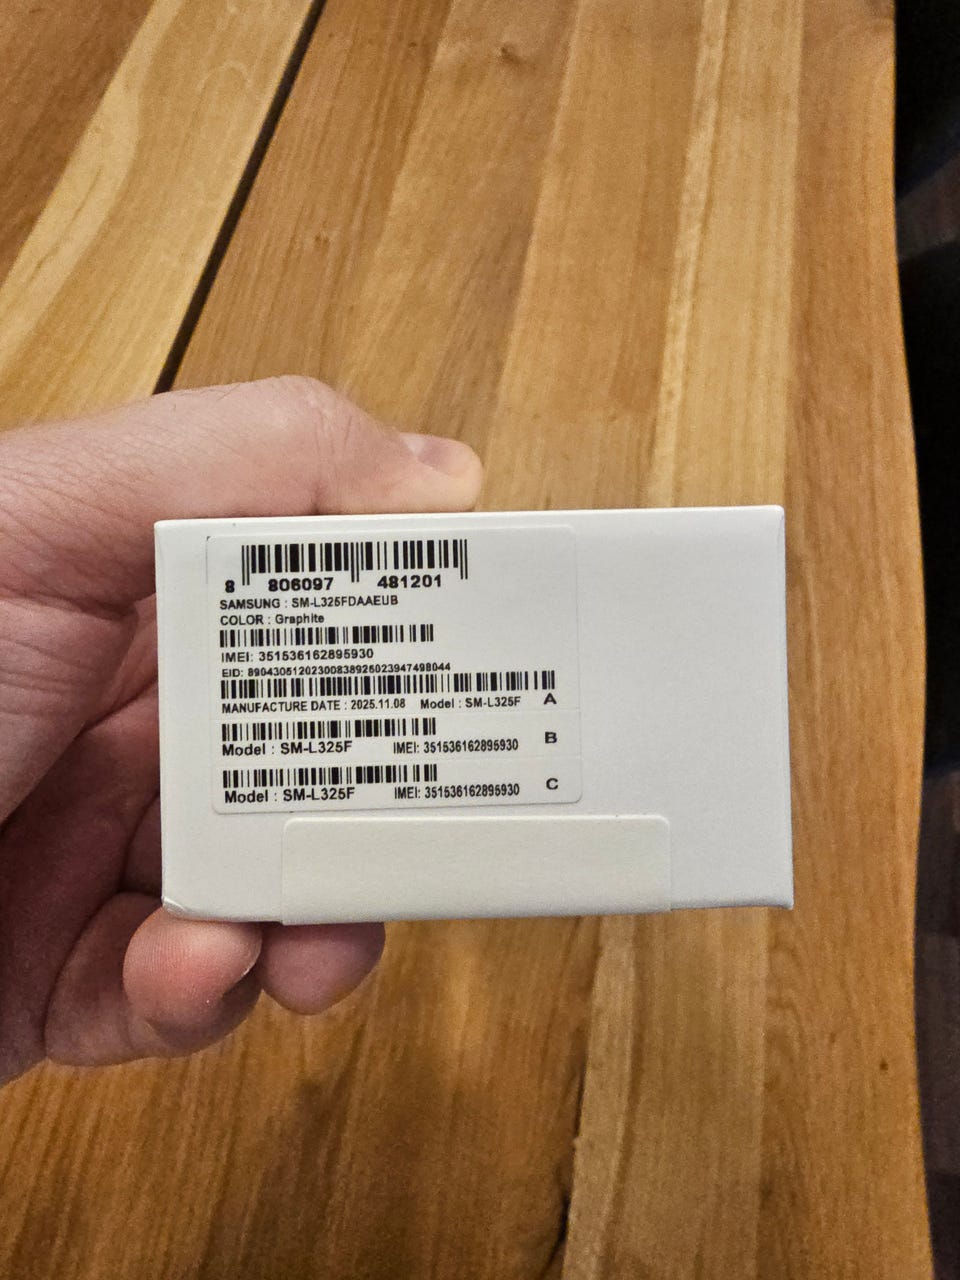 8 806097 481201
SAMSUNG : SM-L325FDAAEUB
COLOR : Graphite
IMEI: 351536162895930
EID: 89043051202300838925023947498044
MANUFACTURE DATE : 2025.11.08 Model : SM-L325F A
Model : SM-L325F IMEI: 351536162895930 B
Model : SM-L325F IMEI: 351536162895930 C